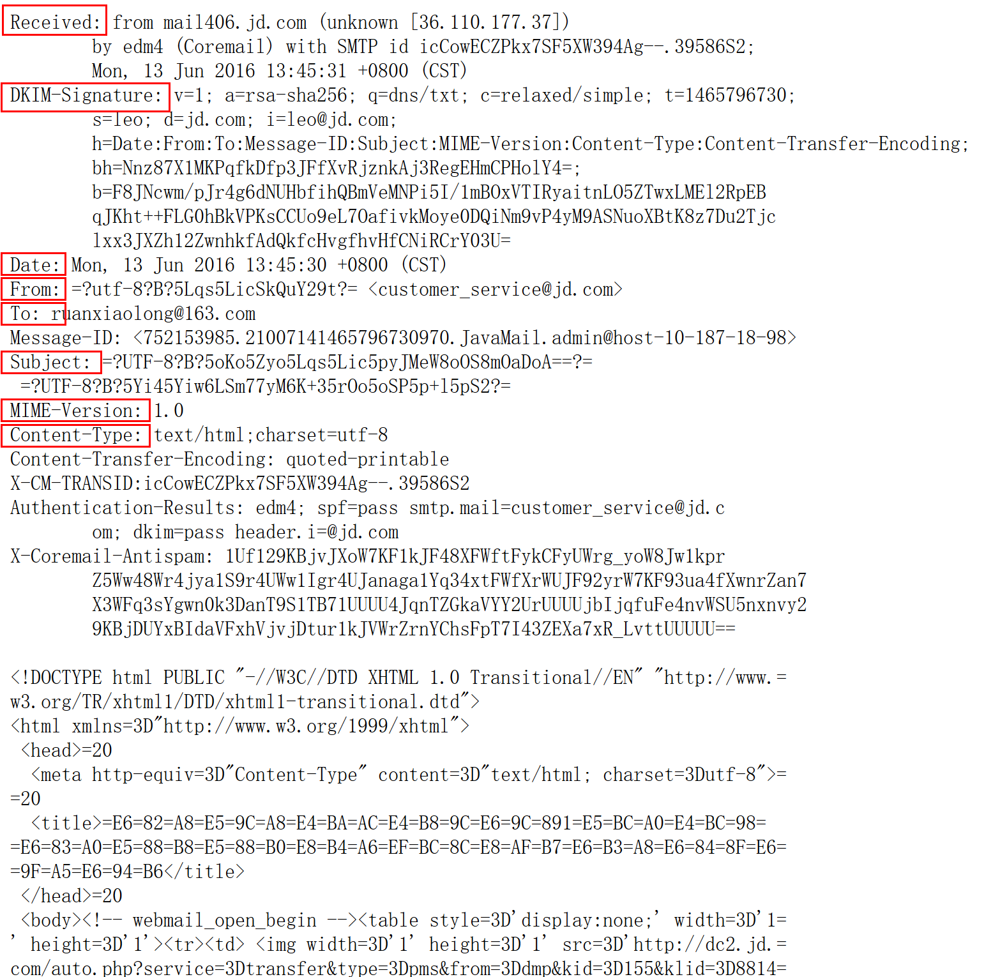 Received: from mail406.jd.com (unknown [36.110.177.37])
by edm4 (Coremail) with SMTP id icCowECZPkx7SF5XW394Ag--.39586S2;
Mon, 13 Jun 2016 13:45:31 +0800 (CST)
DKIM-Signature: v=1; a=rsa-sha256; q=dns/txt; c=relaxed/simple; t=1465796730;
s=leo; d=jd.com; i=leo@jd.com;
h=Date:From:To:Message-ID:Subject:MIME-Version:Content-Type:Content-Transfer-Encoding;
bh=Nnz87X1MKPqfkDfp3JFfXvRjznkAj3RegEHmCPHolY4=;
b=F8JNcwm/pJr4g6dNUHbfihQBmVeMNPi5I/1mBOxVTIRyaitnLO5ZTwxLMEl2RpEB
qJKht++FLG0hBkVPKsCCUo9eL7OafivkMoye0DQiNm9vP4yM9ASNuoXBtK8z7Du2Tjc
lxx3JXZh12ZwnhkfAdQkfcHvgfhvHfCNiRCrY03U=
Date: Mon, 13 Jun 2016 13:45:30 +0800 (CST)
From: =?utf-8?B?5Lqs5LicSkQuY29t?= <customer_service@jd.com>
To: ruanxiaolong@163.com
Message-ID: <752153985.21007141465796730970.JavaMail.admin@host-10-187-18-98>
Subject: =?UTF-8?B?5oKo5Zyo5Lqs5Lic5pyJMeW8oOS8mOaDoA==?=
=?UTF-8?B?5Yi45Yiw6LSm77yM6K+35rOo5oSP5p+l5pS2?=
MIME-Version: 1.0
Content-Type: text/html;charset=utf-8
Content-Transfer-Encoding: quoted-printable
X-CM-TRANSID:icCowECZPkx7SF5XW394Ag--.39586S2
Authentication-Results: edm4; spf=pass smtp.mail=customer_service@jd.c
om; dkim=pass header.i=@jd.com
X-Coremail-Antispam: 1Uf129KBjvJXoW7KF1kJF48XFWftFykCFyUWrg_yoW8Jw1kpr
Z5Ww48Wr4jya1S9r4UWw1Igr4UJanaga1Yq34xtFWfXrWUJF92yrW7KF93ua4fXwnrZan7
X3WFq3sYgwn0k3DanT9S1TB71UUUU4JqnTZGkaVYY2UrUUUUjbIjqfuFe4nvWSU5nxnvy2
9KBjDUYxBIdaVFxhVjvjDtur1kJVWrZrnYChsFpT7I43ZEXa7xR_LvttUUUUU==
<!DOCTYPE html PUBLIC "-//W3C//DTD XHTML 1.0 Transitional//EN" "http://www.=
w3.org/TR/xhtml1/DTD/xhtml1-transitional.dtd">
<html xmlns=3D"http://www.w3.org/1999/xhtml">
<head>=20
<meta http-equiv=3D"Content-Type" content=3D"text/html; charset=3Dutf-8">=
=20
<title>=E6=82=A8=E5=9C=A8=E4=BA=AC=E4=B8=9C=E6=9C=891=E5=BC=A0=E4=BC=98=
=E6=83=A0=E5=88=B8=E5=88=B0=E8=B4=A6=EF=BC=8C=E8=AF=B7=E6=B3=A8=E6=84=8F=E6=
=9F=A5=E6=94=B6</title>
</head>=20
<body><!-- webmail_open_begin --><table style=3D'display:none;' width=3D'1=
' height=3D'1'><tr><td> <img width=3D'1' height=3D'1' src=3D'http://dc2.jd.=
com/auto.php?service=3Dtransfer&type=3Dpms&from=3Ddmp&kid=3D155&klid=3D8814=